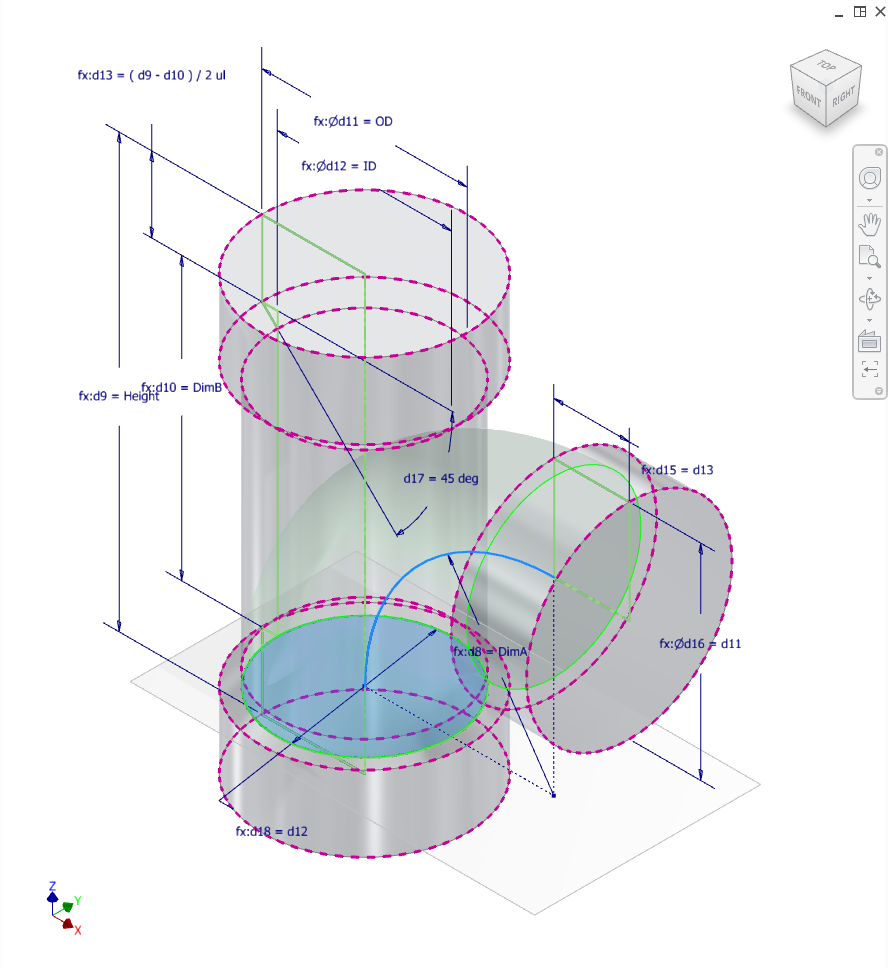 TOP
FRONT
RIGHT
fx:d13 = ( d9 - d10 ) / 2 ul
fx:Ød11 = OD
fx:Ød12 = ID
fx:d9 = Height
fx:d10 = DimB
d17 = 45 deg
fx:d15 = d13
fx:Ød16 = d11
fx:d8 = DimA
fx:d18 = d12
Z
Y
X